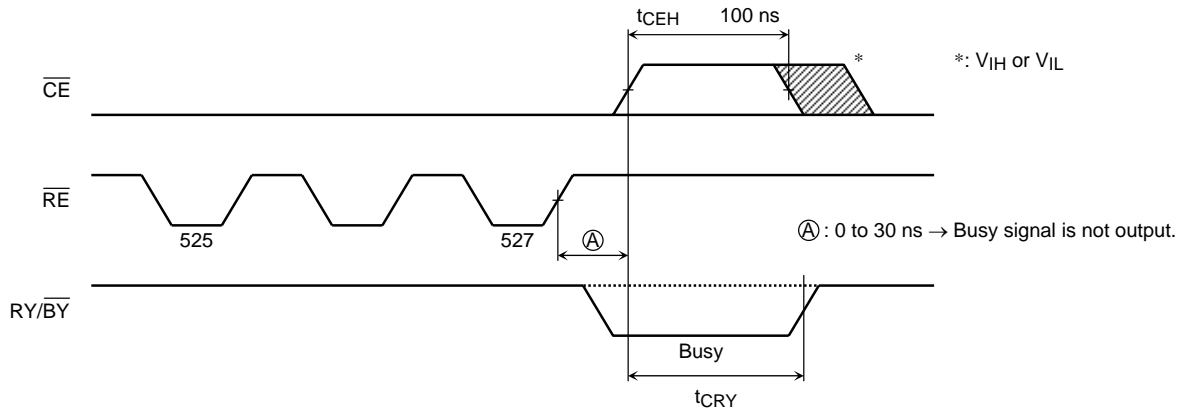 tCEH 100 ns
CE
* *: VIH or VIL
RE
525 527
A
A : 0 to 30 ns → Busy signal is not output.
RY/BY
Busy
tCRY